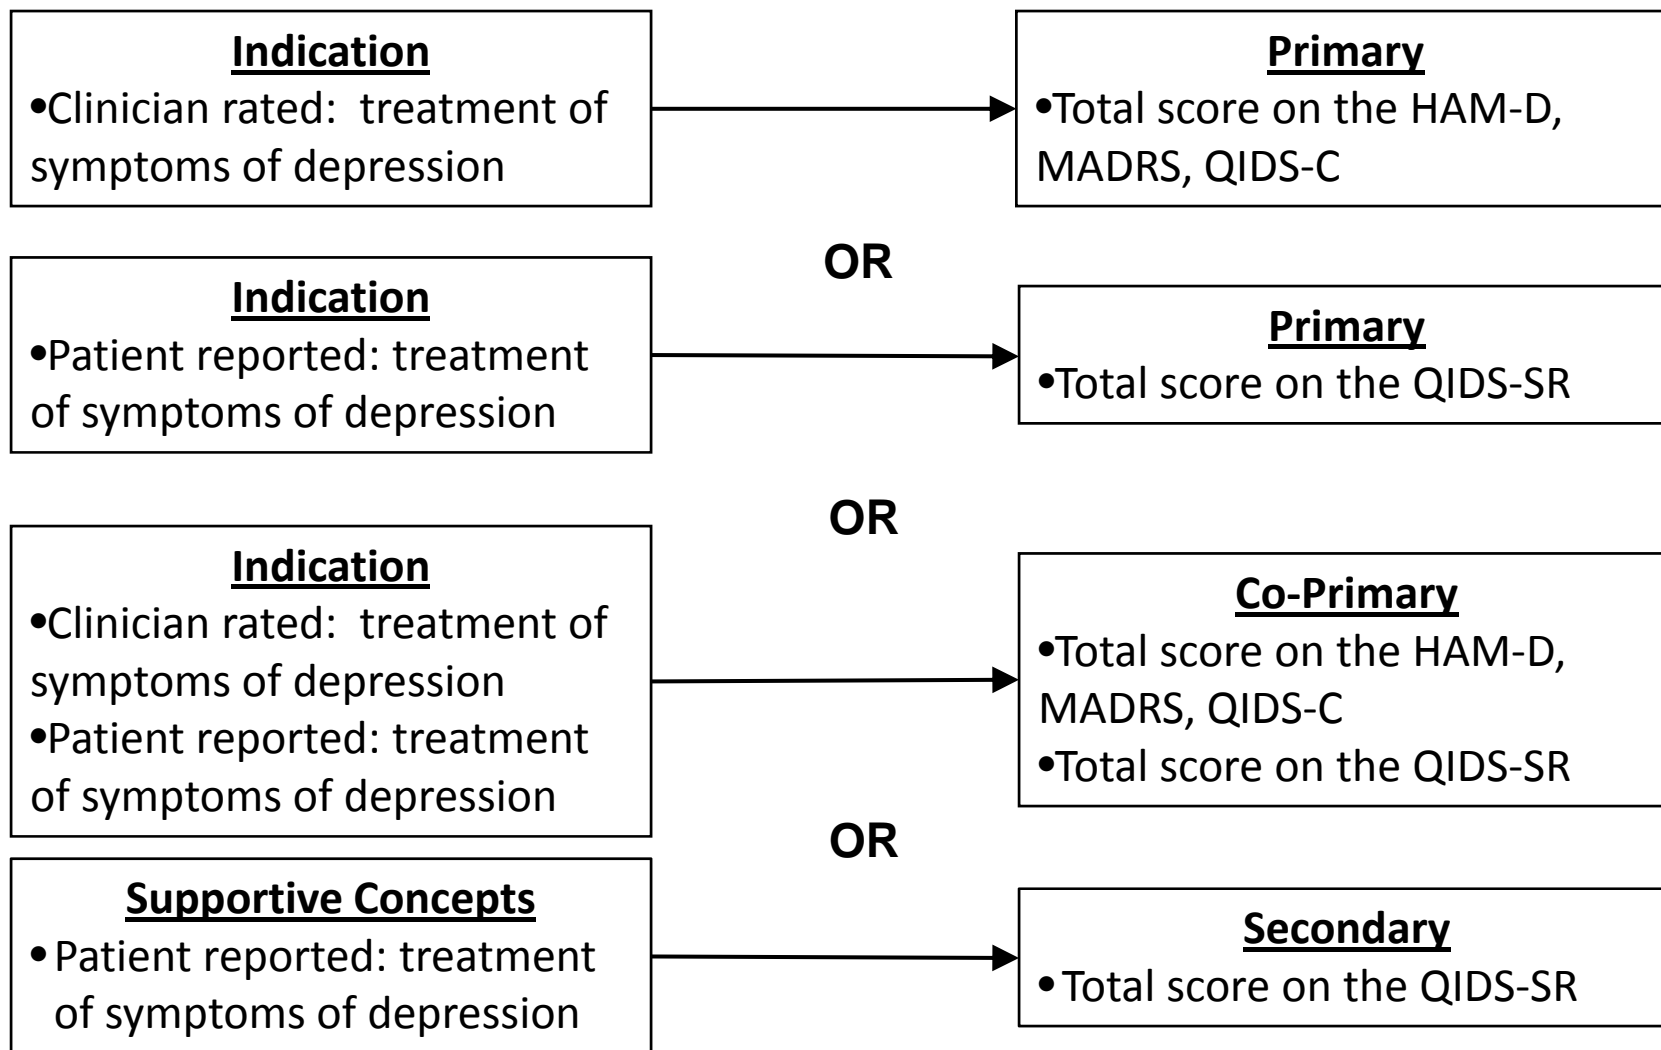 Indication
•Clinician rated:  treatment of
symptoms of depression
Primary
•Total score on the HAM-D,
MADRS, QIDS-C
OR
Indication
•Patient reported: treatment
of symptoms of depression
Primary
•Total score on the QIDS-SR
OR
Indication
•Clinician rated:  treatment of
symptoms of depression
•Patient reported: treatment
of symptoms of depression
Co-Primary
•Total score on the HAM-D,
MADRS, QIDS-C
•Total score on the QIDS-SR
OR
Supportive Concepts
• Patient reported: treatment
of symptoms of depression
Secondary
• Total score on the QIDS-SR